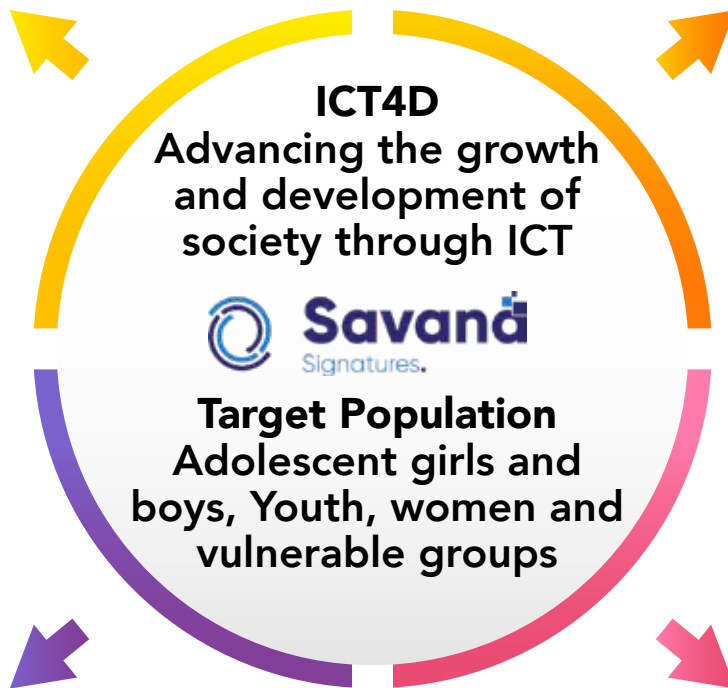 ICT4D
Advancing the growth
and development of
society through ICT
Savana
Signatures.
Target Population
Adolescent girls and
boys, Youth, women and
vulnerable groups